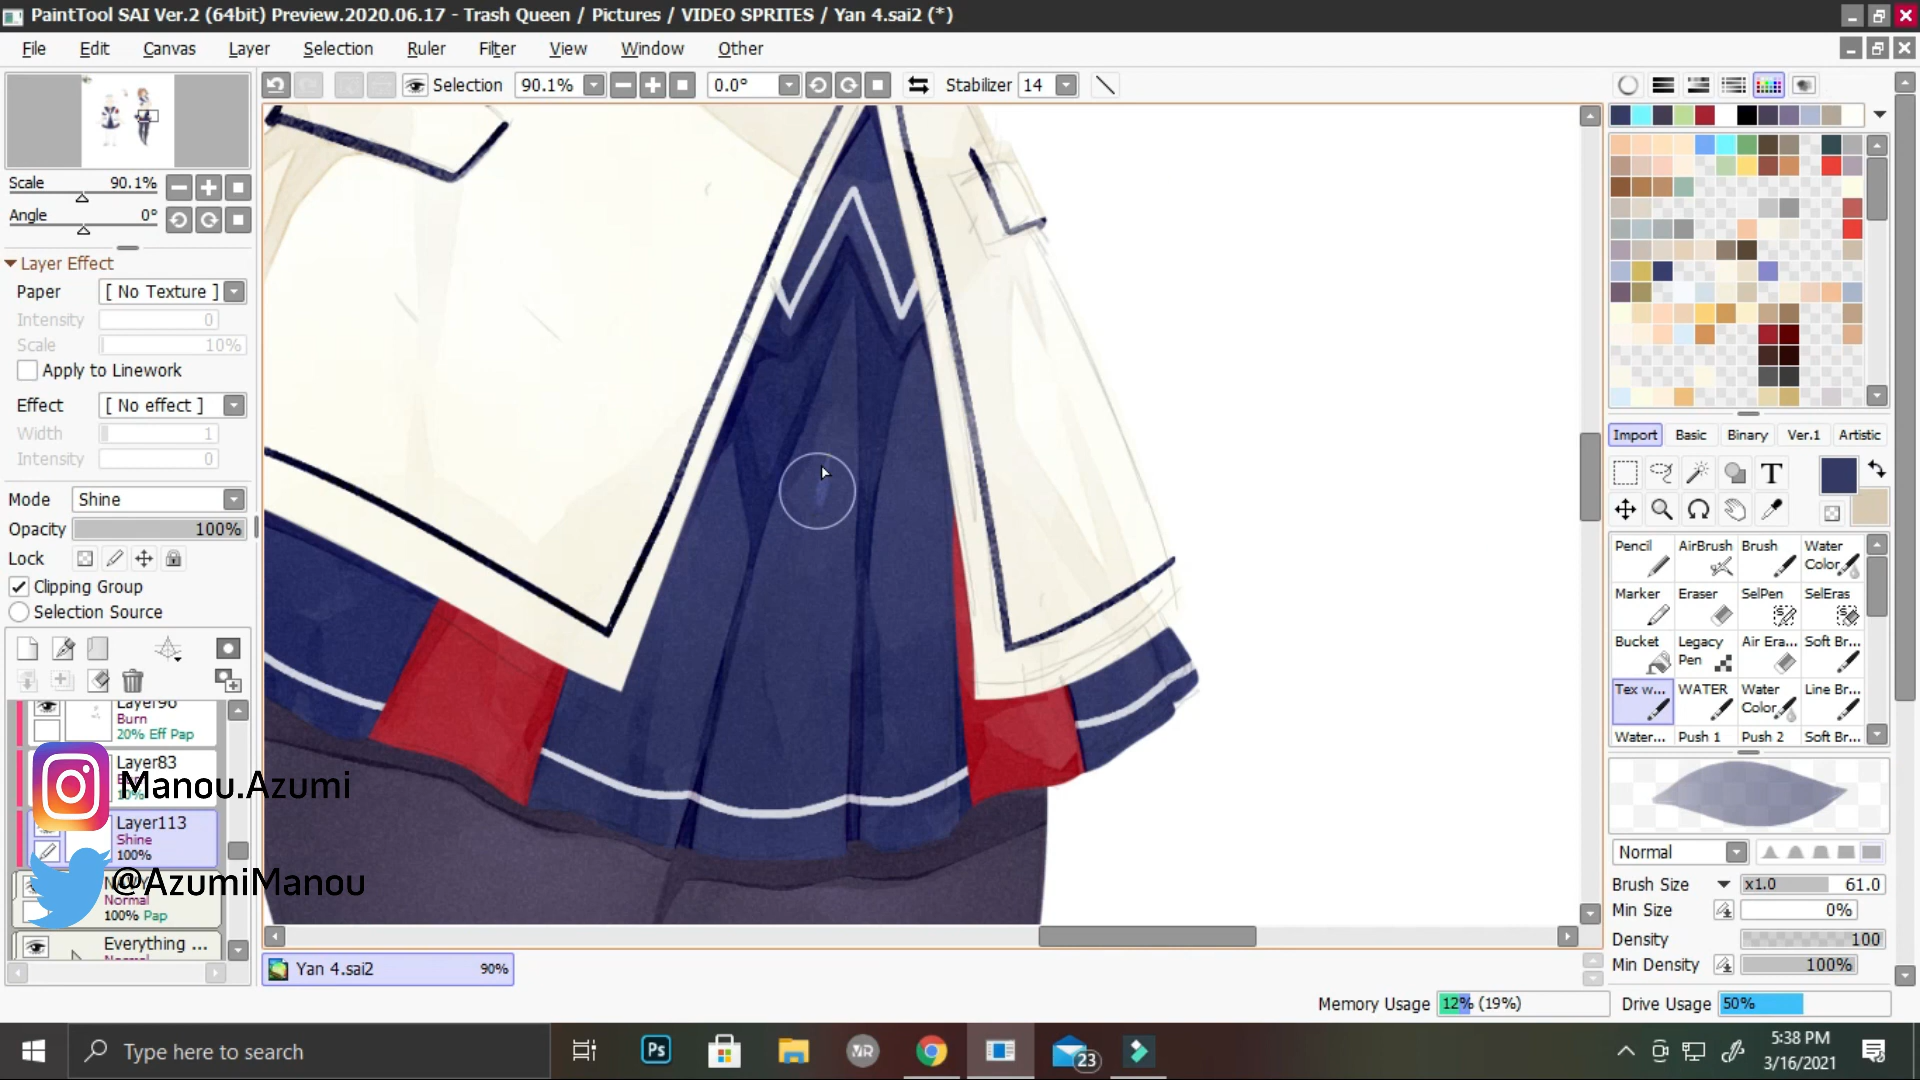 PaintTool SAI Ver.2 (64bit) Preview.2020.06.17 - Trash Queen / Pictures / VIDEO SPRITES / Yan 4.sai2 (*)
File Edit Canvas Layer Selection Ruler Filter View Window Other
Selection 90.1% 0.0° Stabilizer 14
Scale 90.1%
Angle 0°
Layer Effect
Paper [ No Texture ]
Intensity 0
Scale 10%
Apply to Linework
Effect [ No effect ]
Width 1
Intensity 0
Mode Shine
Opacity 100%
Lock
Clipping Group
Selection Source
Layer96
Burn
20% Eff Pap
Layer83
Manou.Azumi
Layer113
Shine
100%
@AzumiManou
Normal
100% Pap
Everything ...
Import Basic Binary Ver.1 Artistic
T
Pencil AirBrush Brush Water Color
Marker Eraser SelPen SelEras
Bucket Legacy Pen Air Era... Soft Br...
Tex w... WATER Water Color... Line Br...
Water... Push 1 Push 2 Soft Br...
Normal
Brush Size x1.0 61.0
Min Size 0%
Density 100
Min Density 100%
Yan 4.sai2 90%
Memory Usage 12% (19%) Drive Usage 50%
Type here to search
Ps
MR
23
5:38 PM
3/16/2021